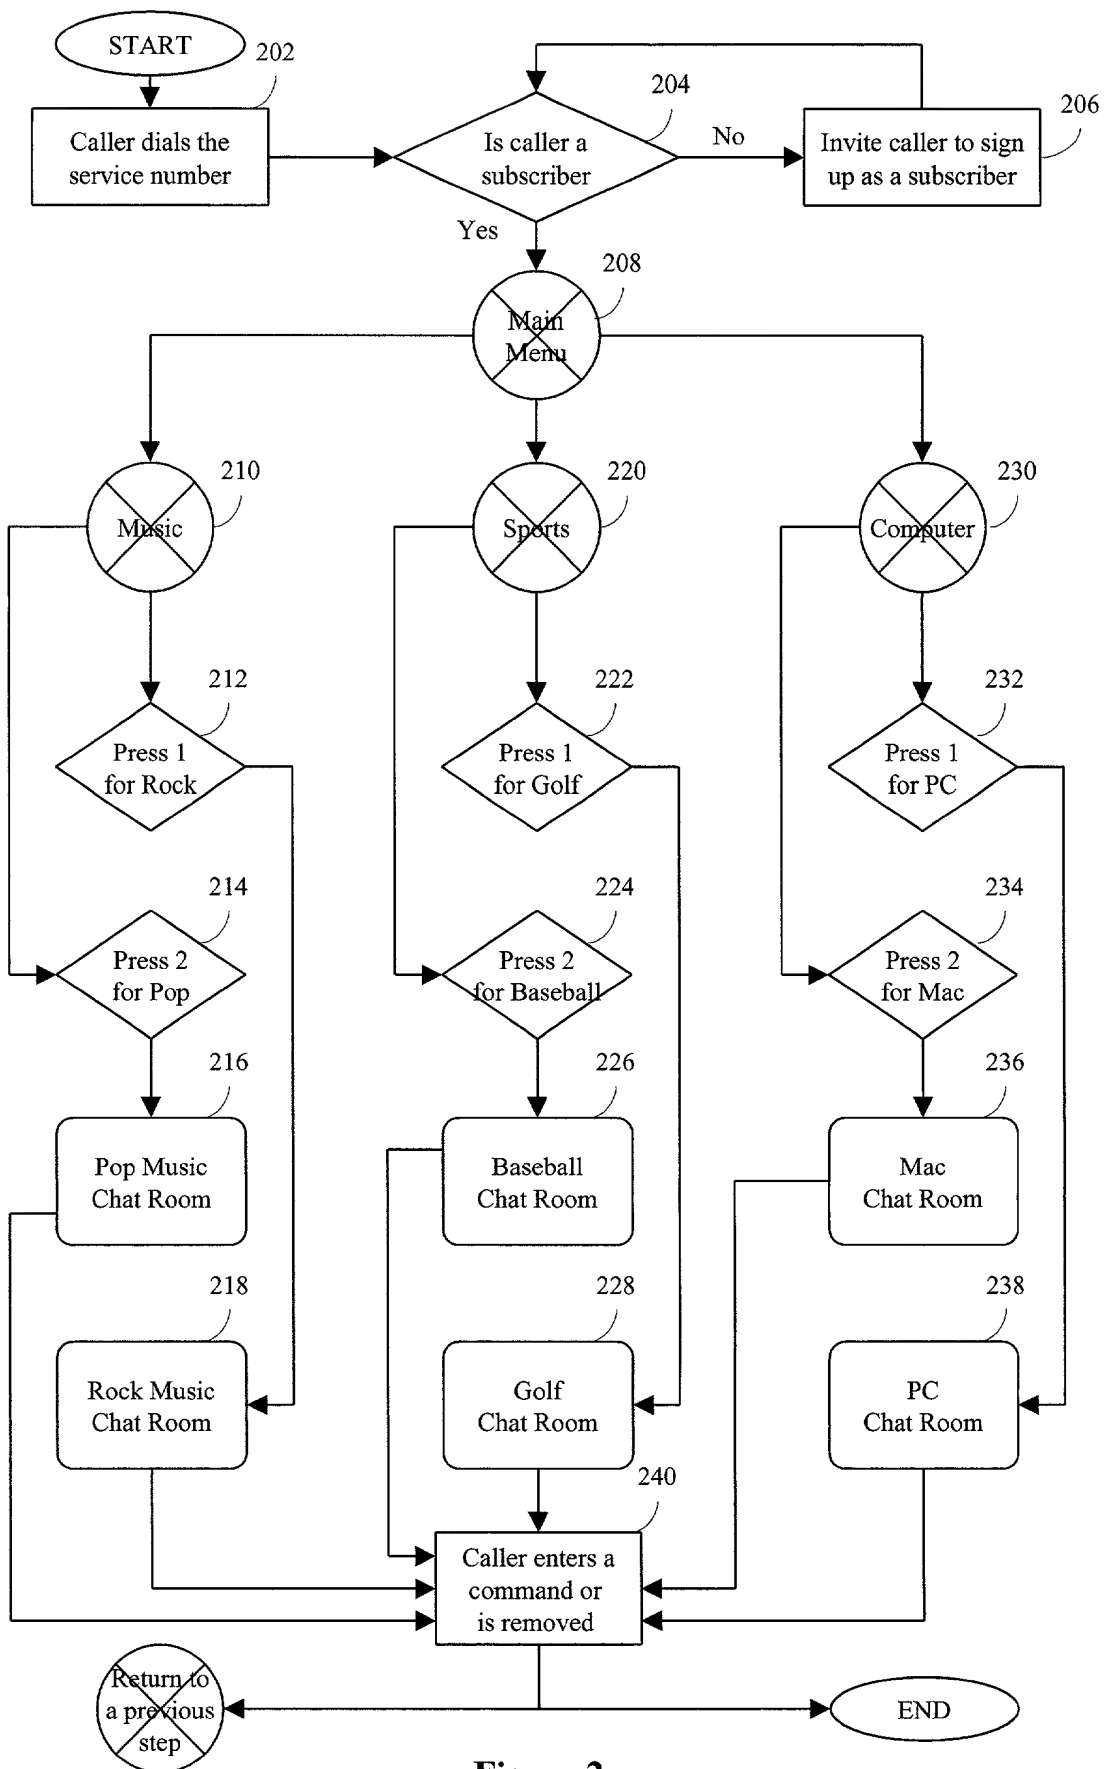 START
202
Caller dials the
service number
204
Is caller a
subscriber
No
206
Invite caller to sign
up as a subscriber
Yes
208
Main
Menu
210
Music
220
Sports
230
Computer
212
Press 1
for Rock
222
Press 1
for Golf
232
Press 1
for PC
214
Press 2
for Pop
224
Press 2
for Baseball
234
Press 2
for Mac
216
Pop Music
Chat Room
226
Baseball
Chat Room
236
Mac
Chat Room
218
Rock Music
Chat Room
228
Golf
Chat Room
238
PC
Chat Room
240
Caller enters a
command or
is removed
Return to
a previous
step
END